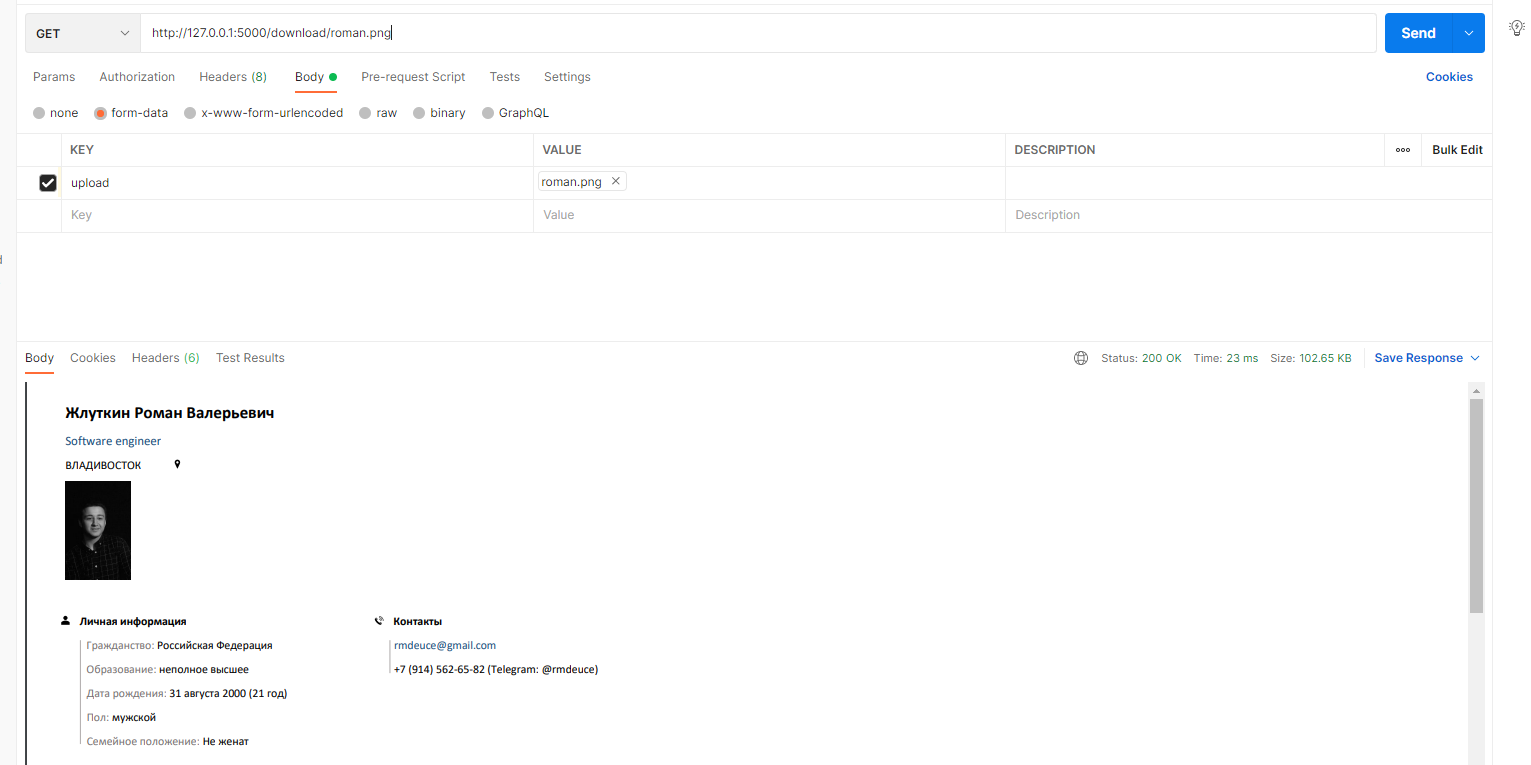 GET http://127.0.0.1:5000/download/roman.png Send
Params Authorization Headers (8) Body Pre-request Script Tests Settings Cookies
none form-data x-www-form-urlencoded raw binary GraphQL
KEY VALUE DESCRIPTION ooo Bulk Edit
upload roman.png
Key Value Description
d
Body Cookies Headers (6) Test Results Status: 200 OK Time: 23 ms Size: 102.65 KB Save Response
Жлуткин Роман Валерьевич
Software engineer
ВЛАДИВОСТОК
Личная информация Контакты
Гражданство: Российская Федерация rmdeuce@gmail.com
Образование: неполное высшее +7 (914) 562-65-82 (Telegram: @rmdeuce)
Дата рождения: 31 августа 2000 (21 год)
Пол: мужской
Семейное положение: Не женат